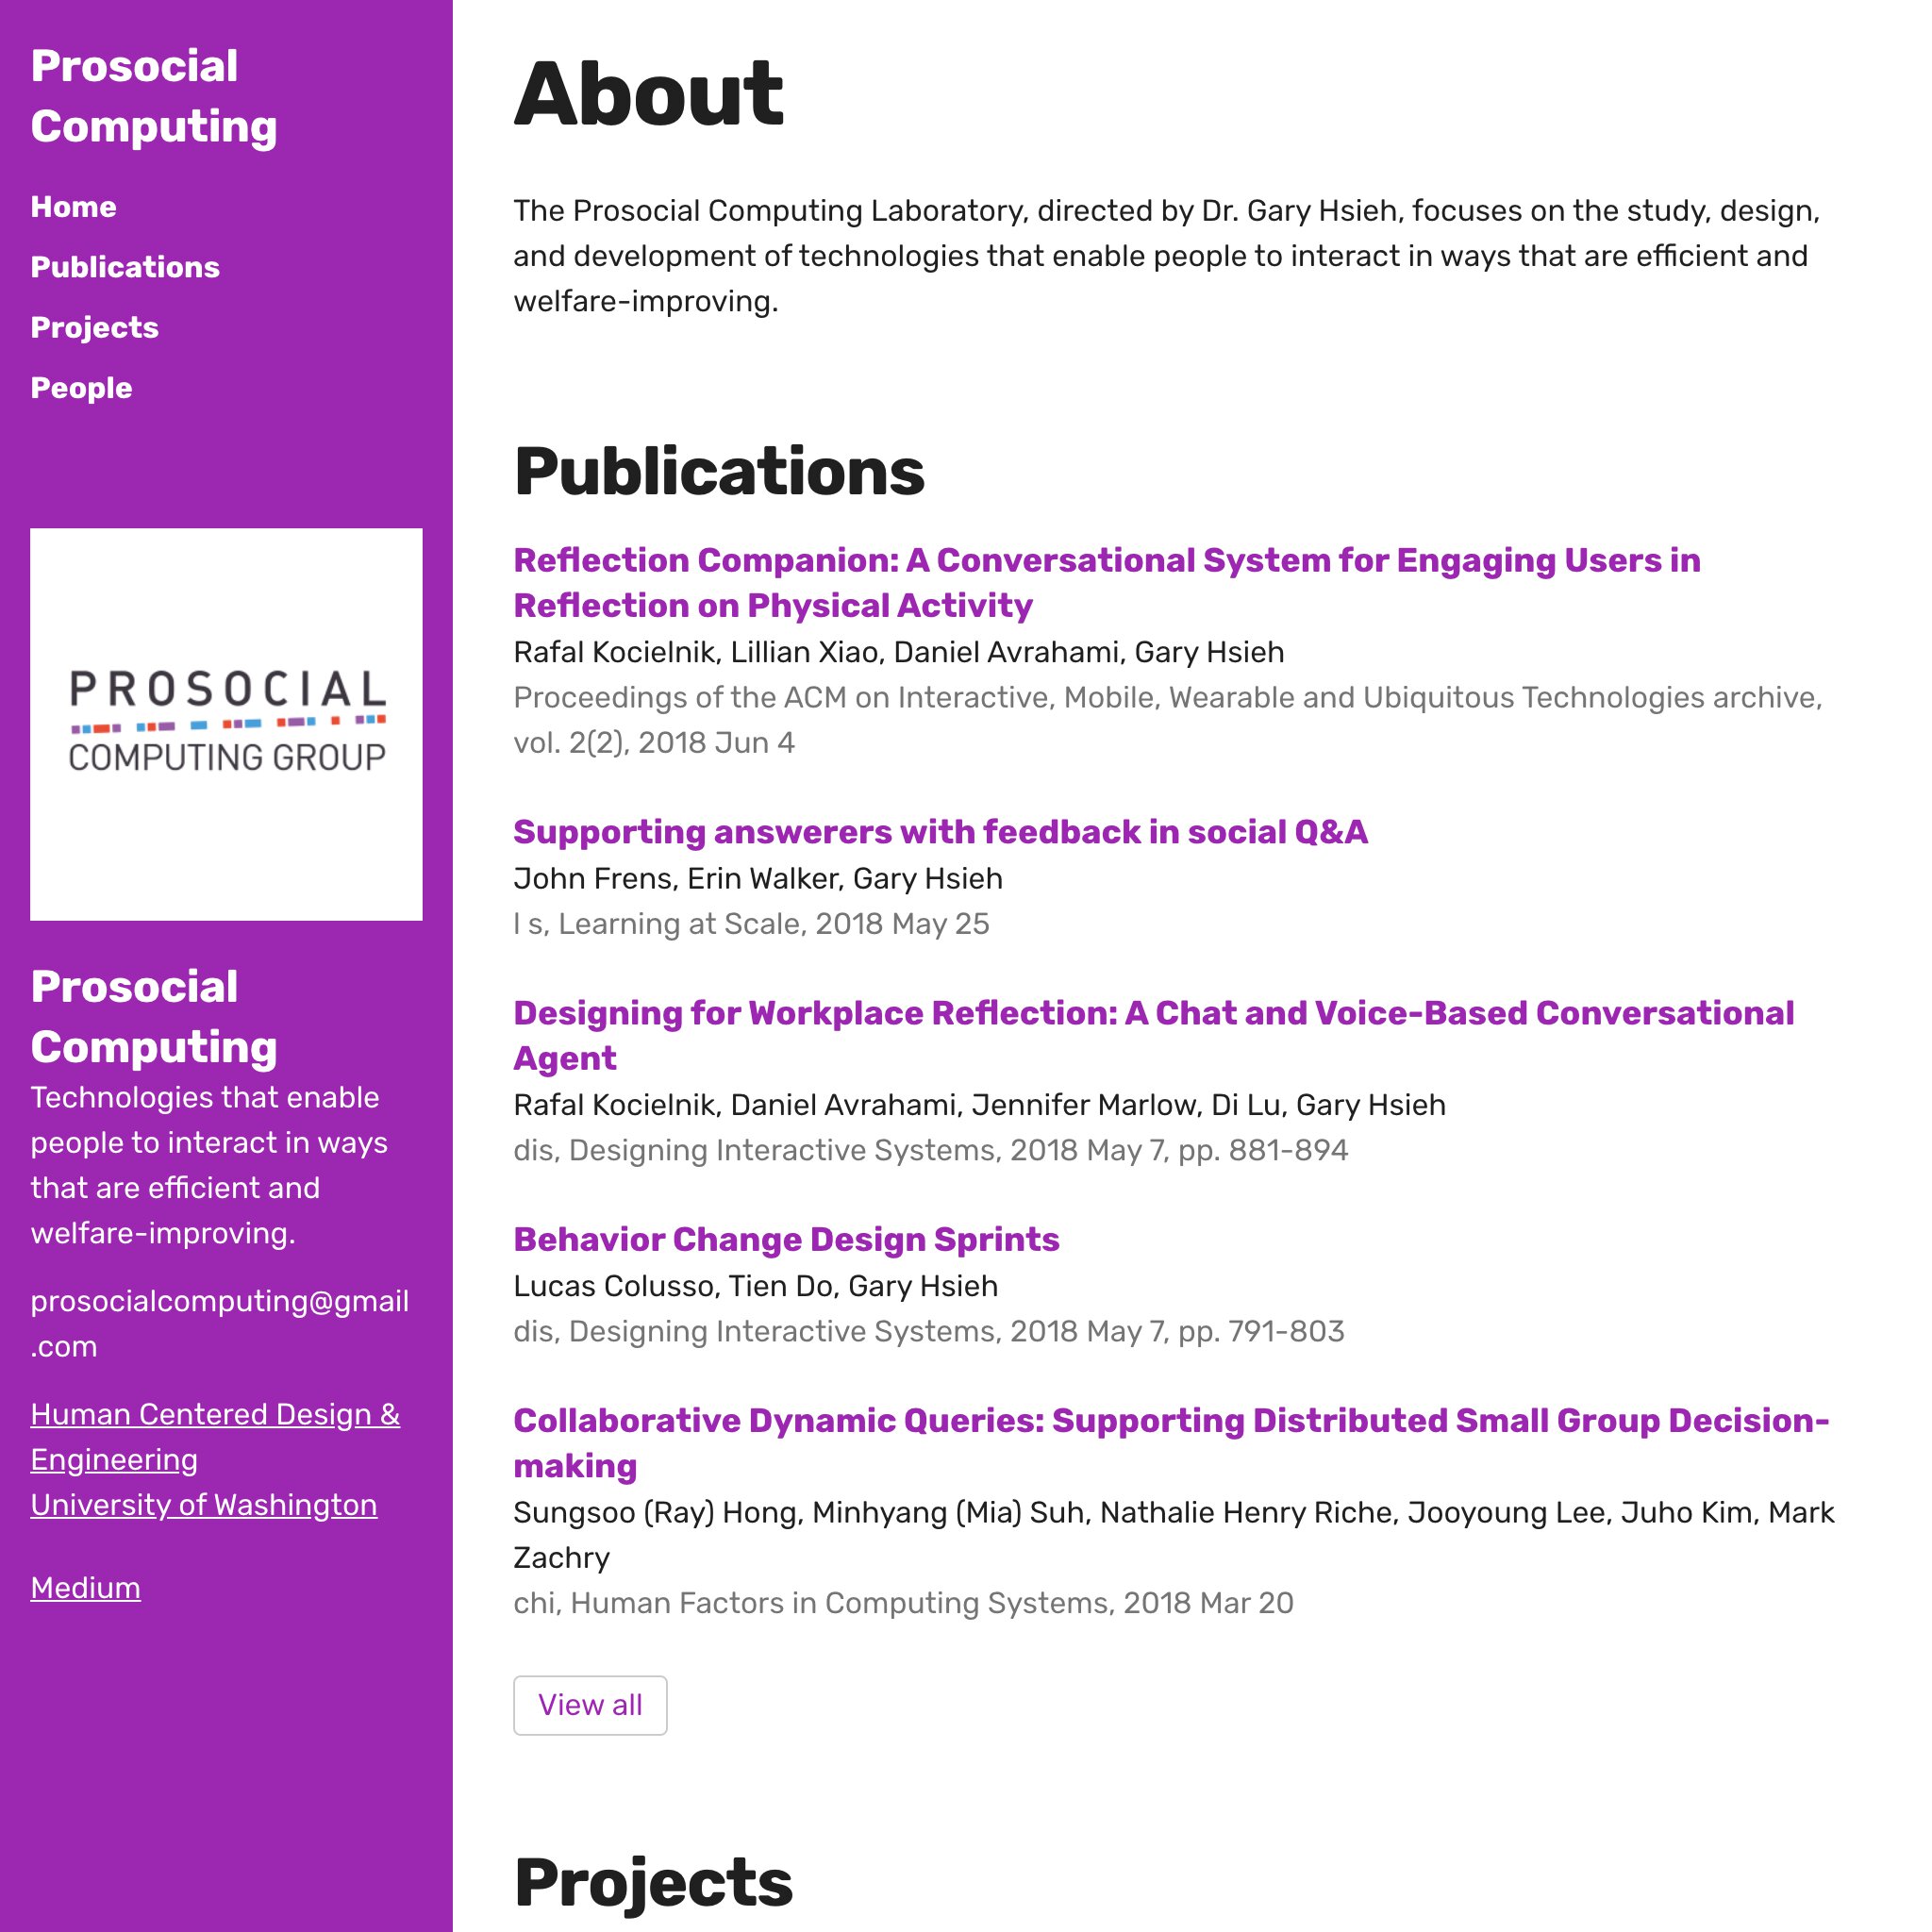 Prosocial
Computing
Home
Publications
Projects
People
PROSOCIAL
COMPUTING GROUP
Prosocial
Computing
Technologies that enable
people to interact in ways
that are efficient and
welfare-improving.
prosocialcomputing@gmail
.com
Human Centered Design &
Engineering
University of Washington
Medium
About
The Prosocial Computing Laboratory, directed by Dr. Gary Hsieh, focuses on the study, design,
and development of technologies that enable people to interact in ways that are efficient and
welfare-improving.
Publications
Reflection Companion: A Conversational System for Engaging Users in
Reflection on Physical Activity
Rafal Kocielnik, Lillian Xiao, Daniel Avrahami, Gary Hsieh
Proceedings of the ACM on Interactive, Mobile, Wearable and Ubiquitous Technologies archive,
vol. 2(2), 2018 Jun 4
Supporting answerers with feedback in social Q&A
John Frens, Erin Walker, Gary Hsieh
l s, Learning at Scale, 2018 May 25
Designing for Workplace Reflection: A Chat and Voice-Based Conversational
Agent
Rafal Kocielnik, Daniel Avrahami, Jennifer Marlow, Di Lu, Gary Hsieh
dis, Designing Interactive Systems, 2018 May 7, pp. 881-894
Behavior Change Design Sprints
Lucas Colusso, Tien Do, Gary Hsieh
dis, Designing Interactive Systems, 2018 May 7, pp. 791-803
Collaborative Dynamic Queries: Supporting Distributed Small Group Decision-
making
Sungsoo (Ray) Hong, Minhyang (Mia) Suh, Nathalie Henry Riche, Jooyoung Lee, Juho Kim, Mark
Zachry
chi, Human Factors in Computing Systems, 2018 Mar 20
View all
Projects